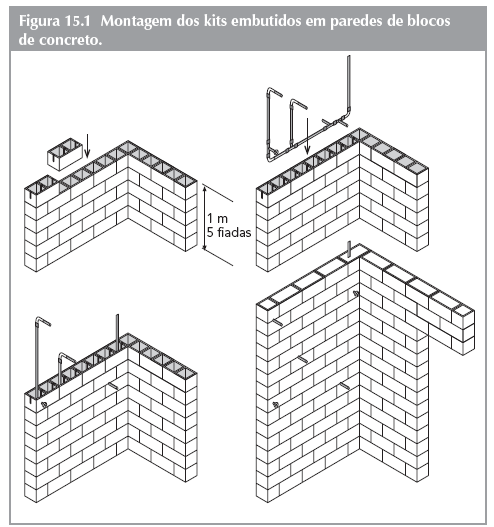 Figura 15.1 Montagem dos kits embutidos em paredes de blocos
de concreto.
1 m
5 fiadas